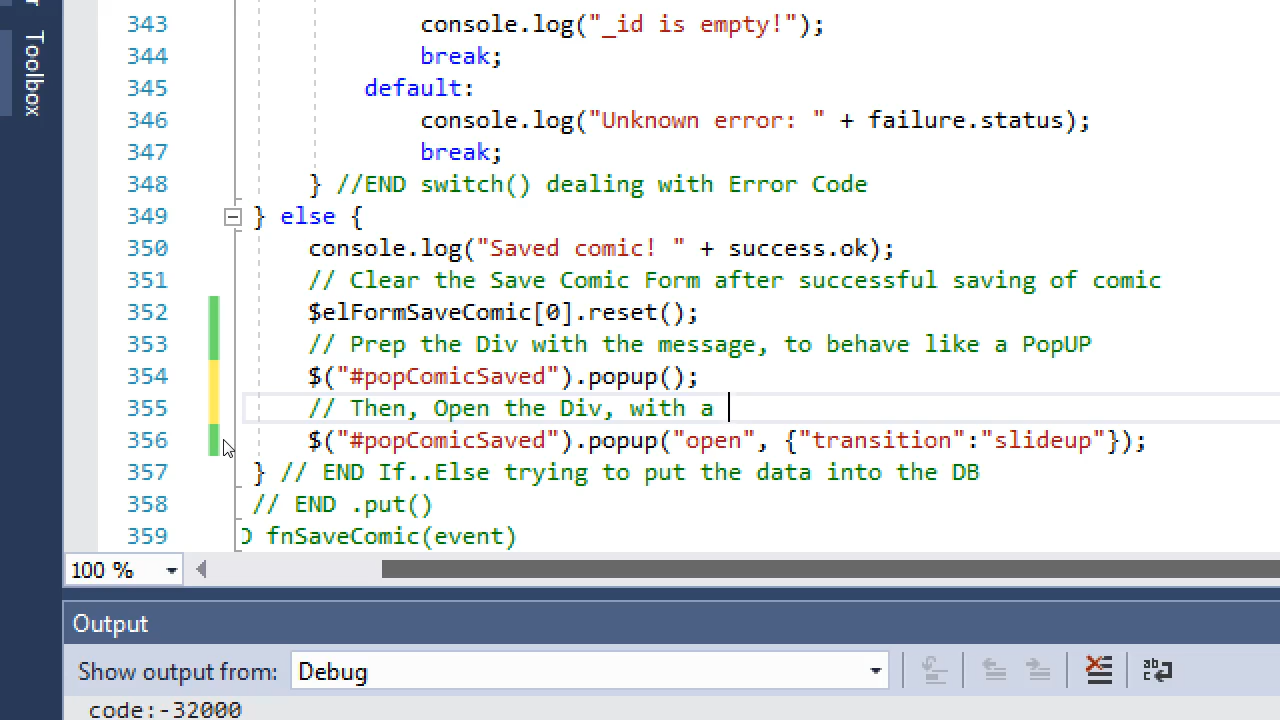 Toolbox
343 console.log("_id is empty!");
344 break;
345 default:
346 console.log("Unknown error: " + failure.status);
347 break;
348 } //END switch() dealing with Error Code
349 } else {
350 console.log("Saved comic! " + success.ok);
351 // Clear the Save Comic Form after successful saving of comic
352 $elFormSaveComic[0].reset();
353 // Prep the Div with the message, to behave like a PopUP
354 $("#popComicSaved").popup();
355 // Then, Open the Div, with a
356 $("#popComicSaved").popup("open", {"transition":"slideup"});
357 } // END If..Else trying to put the data into the DB
358 // END .put()
359 D fnSaveComic(event)
100 %
Output
Show output from: Debug
code:-32000